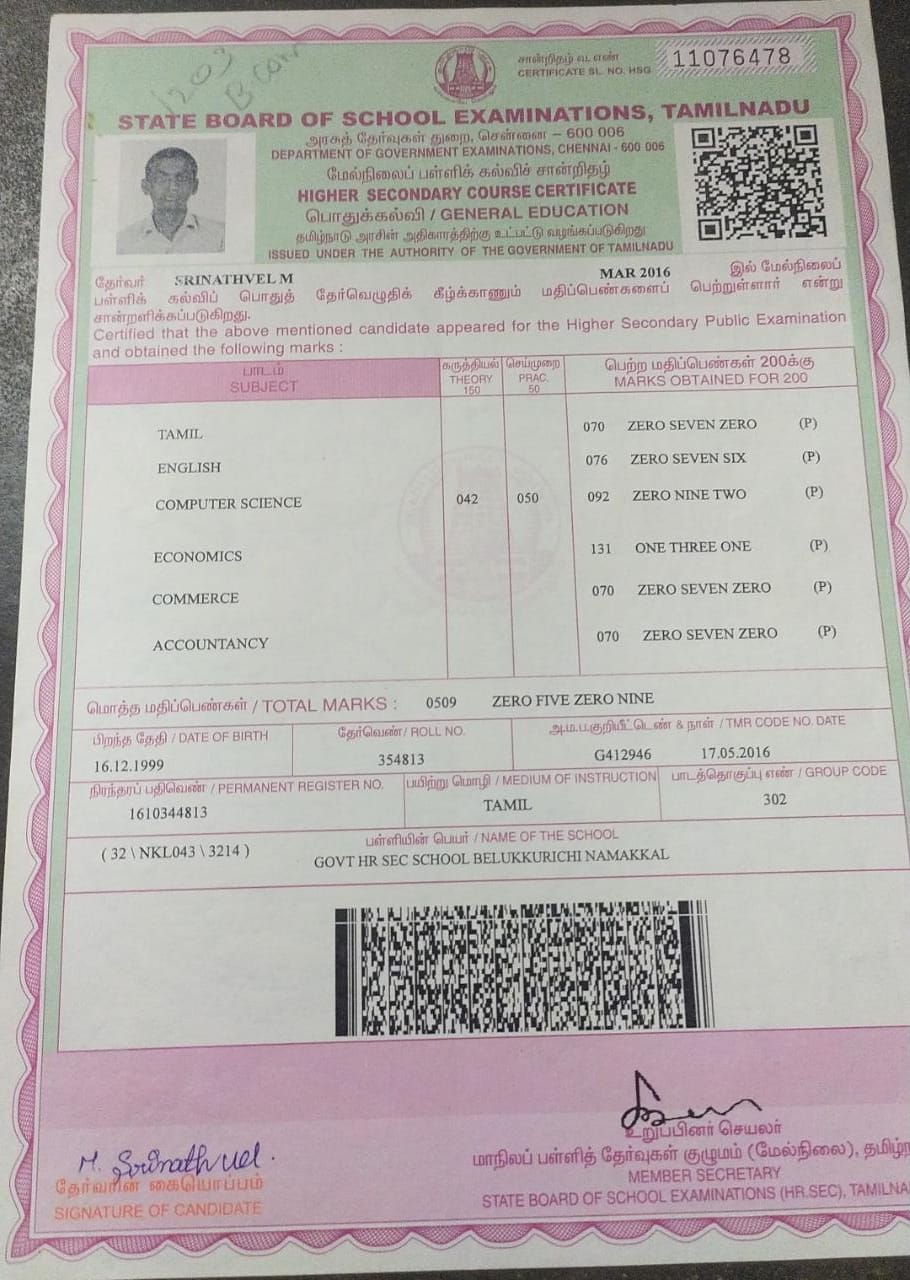 1203
B.com
சான்றிதழ் வ. எண்
CERTIFICATE SL. NO. HSG 11076478
STATE BOARD OF SCHOOL EXAMINATIONS, TAMILNADU
அரசுத் தேர்வுகள் துறை, சென்னை – 600 006
DEPARTMENT OF GOVERNMENT EXAMINATIONS, CHENNAI - 600 006
மேல்நிலைப் பள்ளிக் கல்விச் சான்றிதழ்
HIGHER SECONDARY COURSE CERTIFICATE
பொதுக்கல்வி / GENERAL EDUCATION
தமிழ்நாடு அரசின் அதிகாரத்திற்கு உட்பட்டு வழங்கப்படுகிறது
ISSUED UNDER THE AUTHORITY OF THE GOVERNMENT OF TAMILNADU
தேர்வர் SRINATHVEL M MAR 2016 இல் மேல்நிலைப்
பள்ளிக் கல்விப் பொதுத் தேர்வெழுதிக் கீழ்க்காணும் மதிப்பெண்களைப் பெற்றுள்ளார் என்று
சான்றளிக்கப்படுகிறது.
Certified that the above mentioned candidate appeared for the Higher Secondary Public Examination
and obtained the following marks :
பாடம் கருத்தியல் செய்முறை பெற்ற மதிப்பெண்கள் 200க்கு
SUBJECT THEORY PRAC. MARKS OBTAINED FOR 200
150 50
TAMIL 070 ZERO SEVEN ZERO (P)
ENGLISH 076 ZERO SEVEN SIX (P)
COMPUTER SCIENCE 042 050 092 ZERO NINE TWO (P)
ECONOMICS 131 ONE THREE ONE (P)
COMMERCE 070 ZERO SEVEN ZERO (P)
ACCOUNTANCY 070 ZERO SEVEN ZERO (P)
மொத்த மதிப்பெண்கள் / TOTAL MARKS : 0509 ZERO FIVE ZERO NINE
பிறந்த தேதி / DATE OF BIRTH தேர்வெண் / ROLL NO. அ.ம.ப.குறியீட்டெண் & நாள் / TMR CODE NO. DATE
16.12.1999 354813 G412946 17.05.2016
நிரந்தரப் பதிவெண் / PERMANENT REGISTER NO. பயிற்று மொழி / MEDIUM OF INSTRUCTION பாடத்தொகுப்பு எண் / GROUP CODE
1610344813 TAMIL 302
பள்ளியின் பெயர் / NAME OF THE SCHOOL
( 32 \ NKL043 \ 3214 ) GOVT HR SEC SCHOOL BELUKKURICHI NAMAKKAL
M. Srinathvel.
தேர்வரின் கையொப்பம்
SIGNATURE OF CANDIDATE
உறுப்பினர் செயலர்
மாநிலப் பள்ளித் தேர்வுகள் குழுமம் (மேல்நிலை),
MEMBER SECRETARY
STATE BOARD OF SCHOOL EXAMINATIONS (HR.SEC), TAMILNA